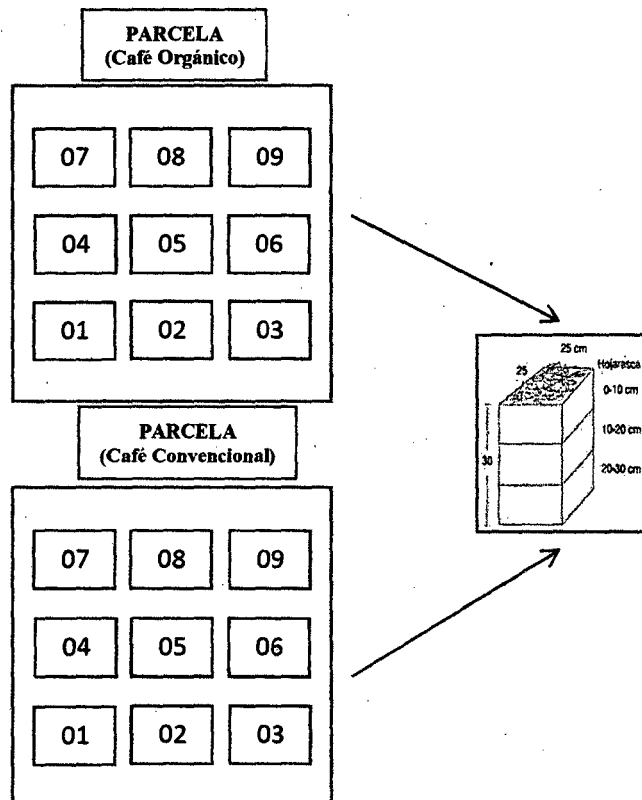 PARCELA
(Café Orgánico)
07 08 09
04 05 06
01 02 03
25 cm
25
Hojarasca
0-10 cm
10-20 cm
30
20-30 cm
PARCELA
(Café Convencional)
07 08 09
04 05 06
01 02 03